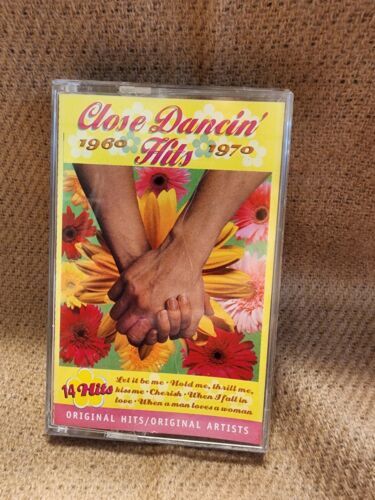 Close Dancin'
1960 Hits 1970
14 Hits
Let it be me • Hold me, thrill me,
kiss me • Cherish • When I fall in
love • When a man loves a woman
ORIGINAL HITS/ORIGINAL ARTISTS